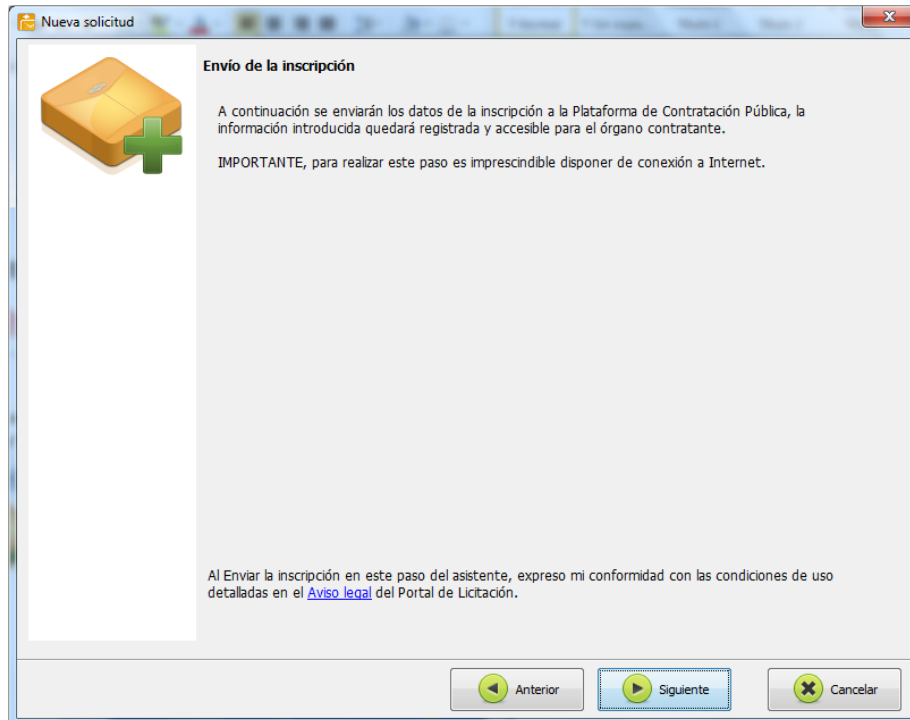 Nueva solicitud
Envío de la inscripción
A continuación se enviarán los datos de la inscripción a la Plataforma de Contratación Pública, la
información introducida quedará registrada y accesible para el órgano contratante.
IMPORTANTE, para realizar este paso es imprescindible disponer de conexión a Internet.
Al Enviar la inscripción en este paso del asistente, expreso mi conformidad con las condiciones de uso
detalladas en el Aviso legal del Portal de Licitación.
Anterior
Siguiente
Cancelar